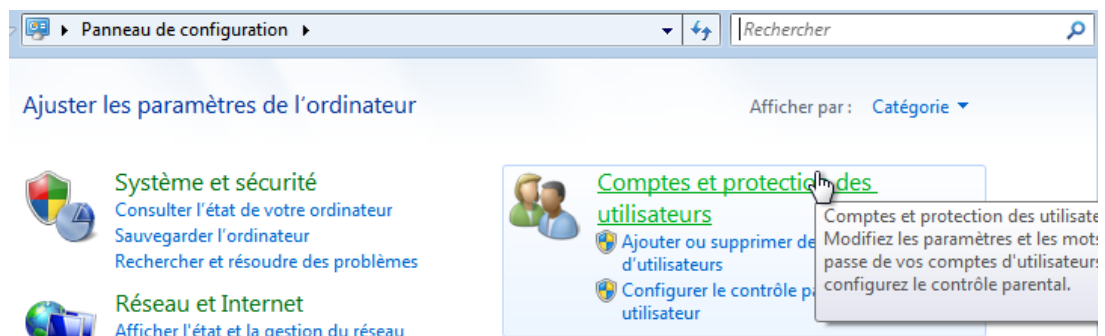 Panneau de configuration
Rechercher
Ajuster les paramètres de l'ordinateur
Afficher par : Catégorie
Système et sécurité
Consulter l'état de votre ordinateur
Sauvegarder l'ordinateur
Rechercher et résoudre des problèmes
Réseau et Internet
Afficher l'état et la gestion du réseau
Comptes et protection des
utilisateurs
Ajouter ou supprimer de
d'utilisateurs
Configurer le contrôle
utilisateur
Comptes et protection des utilisate
Modifiez les paramètres et les mots
passe de vos comptes d'utilisateurs
configurez le contrôle parental.